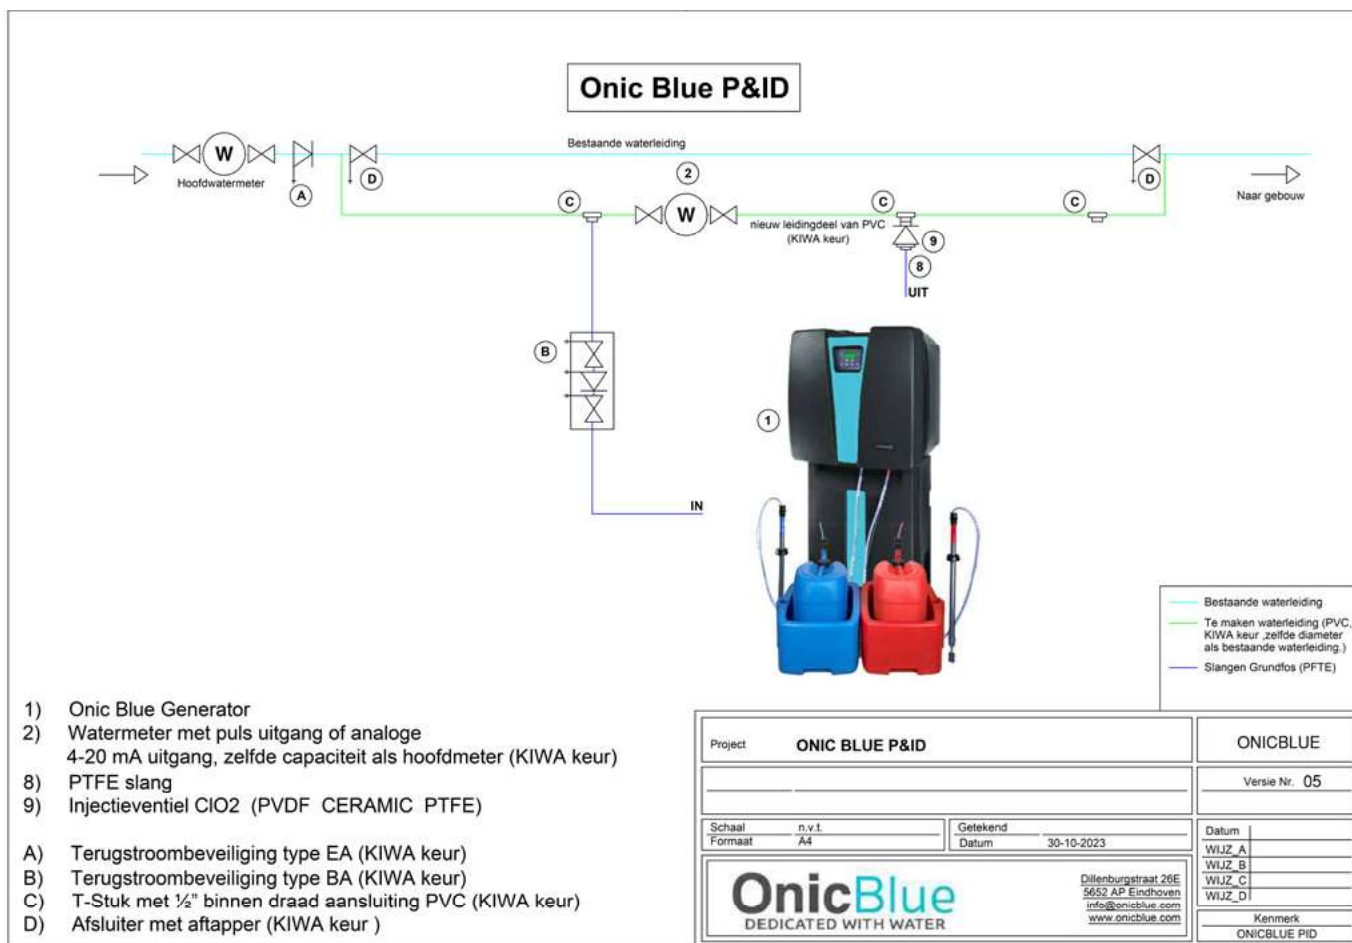 Onic Blue P&ID
Bestaande waterleiding
W
Hoofdwatermeter
A
D
2
D
Naar gebouw
C
W
nieuw leidingdeel van PVC
(KIWA keur)
C
9
8
UIT
C
B
1
IN
Bestaande waterleiding
Te maken waterleiding (PVC,
KIWA keur ,zelfde diameter
als bestaande waterleiding.)
Slangen Grundfos (PFTE)
1) Onic Blue Generator
2) Watermeter met puls uitgang of analoge
4-20 mA uitgang, zelfde capaciteit als hoofdmeter (KIWA keur)
8) PTFE slang
9) Injectieventiel ClO2 (PVDF CERAMIC PTFE)
A) Terugstroombeveiliging type EA (KIWA keur)
B) Terugstroombeveiliging type BA (KIWA keur)
C) T-Stuk met ½" binnen draad aansluiting PVC (KIWA keur)
D) Afsluiter met aftapper (KIWA keur )
Project ONIC BLUE P&ID
ONICBLUE
Versie Nr. 05
Schaal n.v.t.
Formaat A4
Getekend
Datum 30-10-2023
Datum
WIJZ_A
WIJZ_B
WIJZ_C
WIJZ_D
OnicBlue
DEDICATED WITH WATER
Dillenburgstraat 26E
5652 AP Eindhoven
info@onicblue.com
www.onicblue.com
Kenmerk
ONICBLUE PID